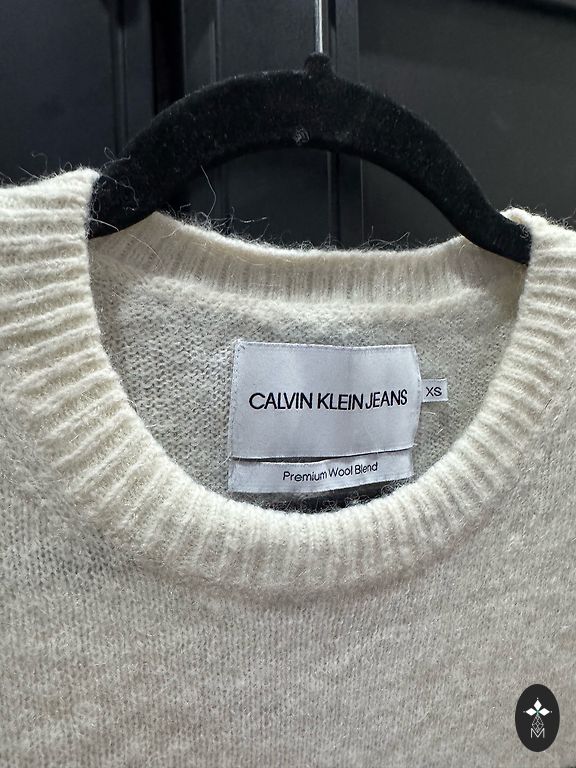 CALVIN KLEIN JEANS
XS
Premium Wool Blend
M